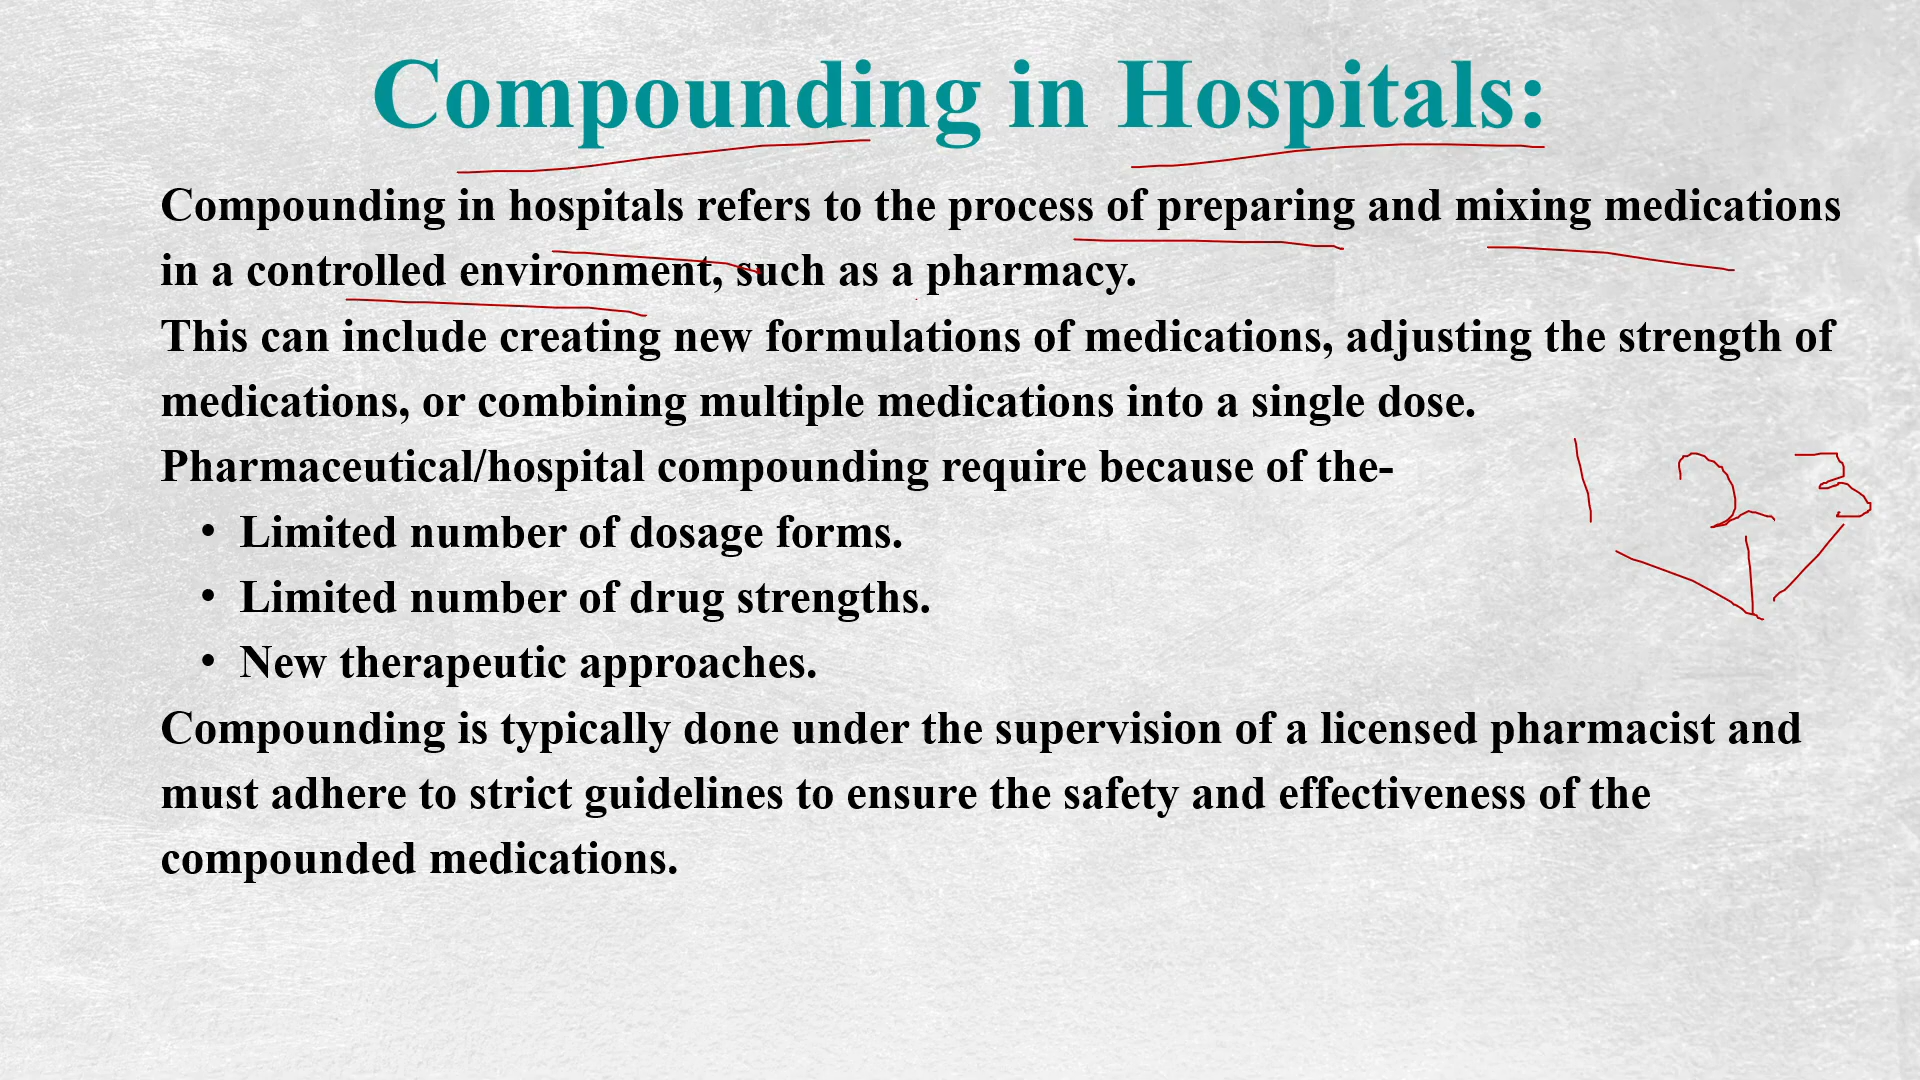 Compounding in Hospitals:
Compounding in hospitals refers to the process of preparing and mixing medications
in a controlled environment, such as a pharmacy.
This can include creating new formulations of medications, adjusting the strength of
medications, or combining multiple medications into a single dose.
Pharmaceutical/hospital compounding require because of the-
1 2 3
• Limited number of dosage forms.
• Limited number of drug strengths.
• New therapeutic approaches.
Compounding is typically done under the supervision of a licensed pharmacist and
must adhere to strict guidelines to ensure the safety and effectiveness of the
compounded medications.